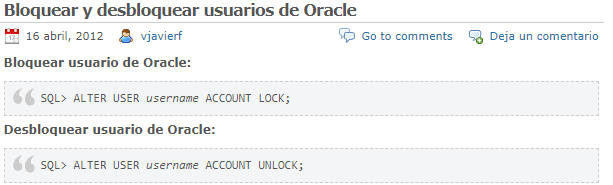 Bloquear y desbloquear usuarios de Oracle
16 abril, 2012 vjavierf Go to comments Deja un comentario
Bloquear usuario de Oracle:
SQL> ALTER USER username ACCOUNT LOCK;
Desbloquear usuario de Oracle:
SQL> ALTER USER username ACCOUNT UNLOCK;